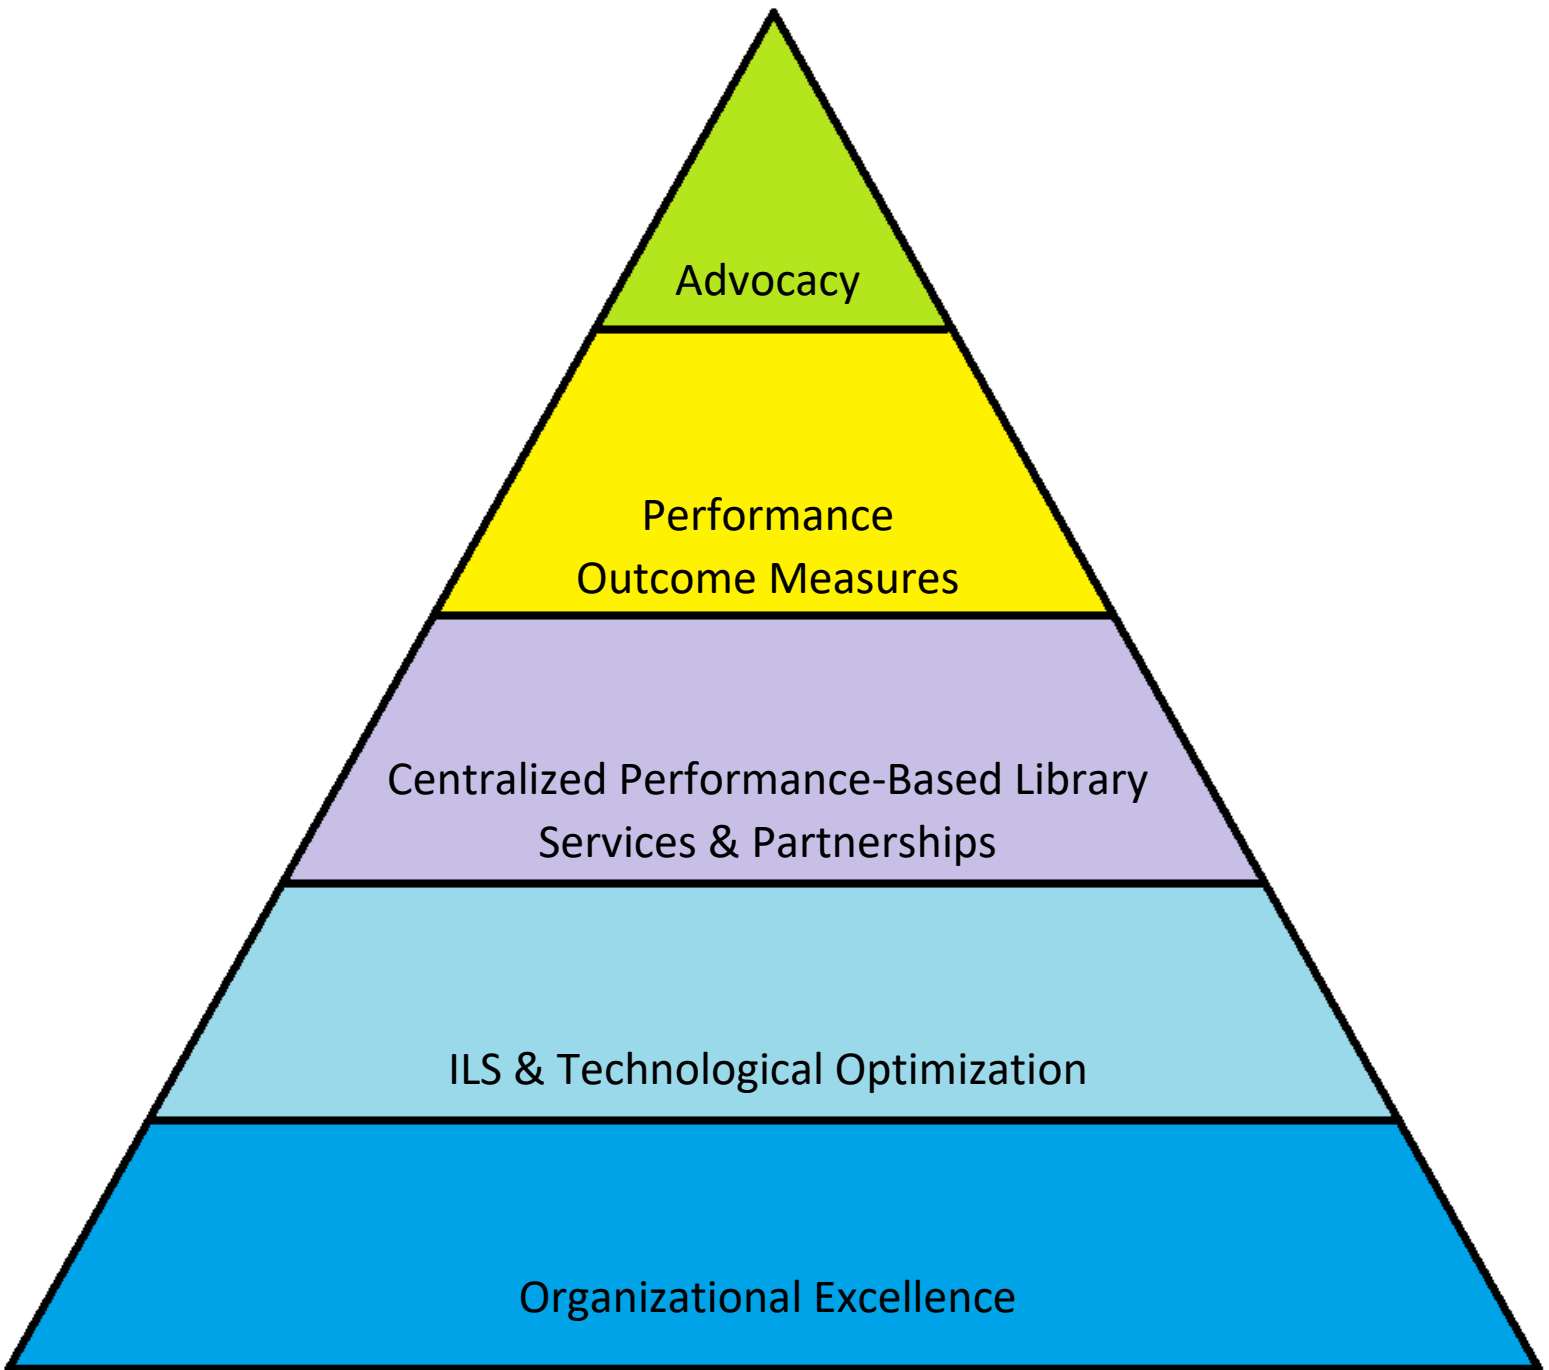 Advocacy
Performance
Outcome Measures
Centralized Performance-Based Library
Services & Partnerships
ILS & Technological Optimization
Organizational Excellence